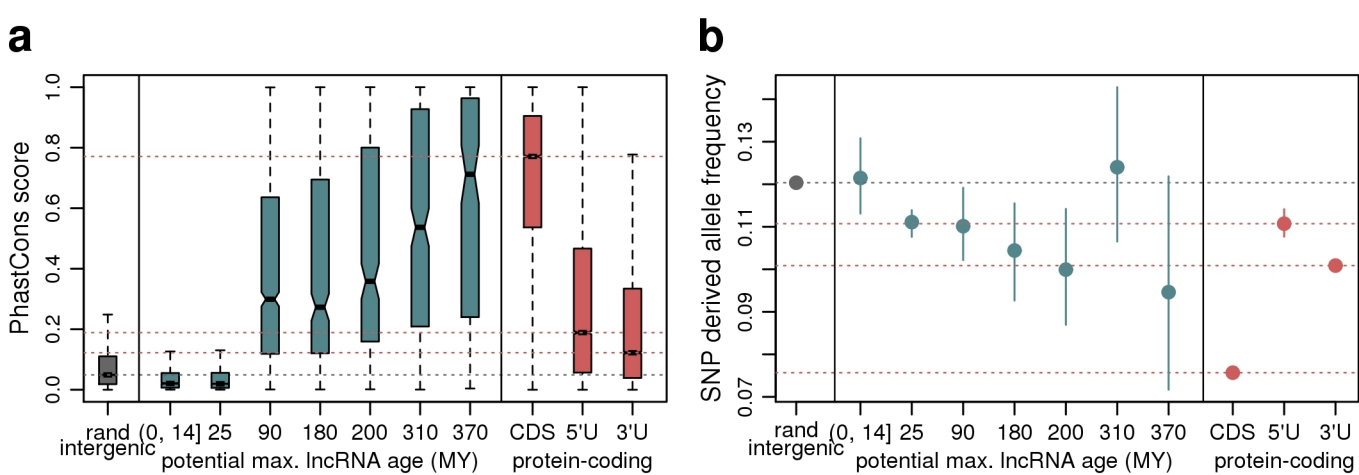 a
PhastCons score
1.0
0.8
0.6
0.4
0.2
0.0
rand (0, 14] 25 90 180 200 310 370 CDS 5'U 3'U
intergenic
potential max. lncRNA age (MY) protein-coding
b
SNP derived allele frequency
0.13
0.11
0.09
0.07
rand (0, 14] 25 90 180 200 310 370 CDS 5'U 3'U
intergenic
potential max. lncRNA age (MY) protein-coding